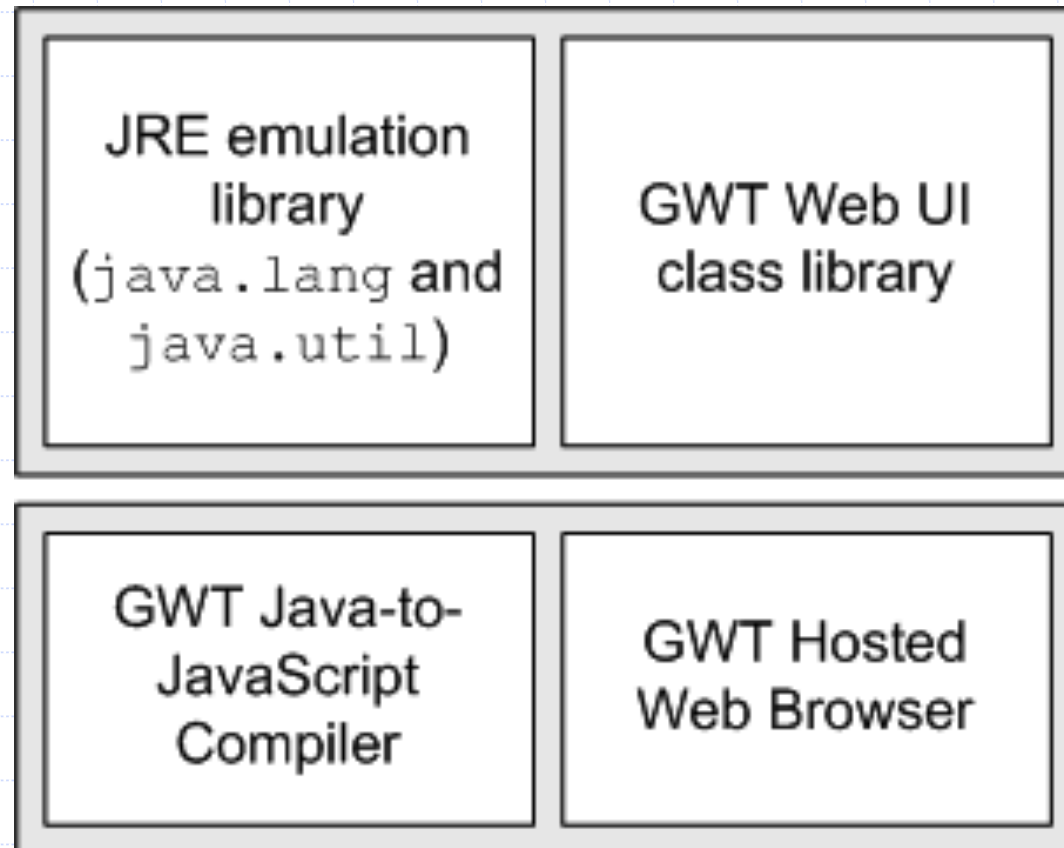 JRE emulation
library
(java.lang and
java.util)
GWT Web UI
class library
GWT Java-to-
JavaScript
Compiler
GWT Hosted
Web Browser